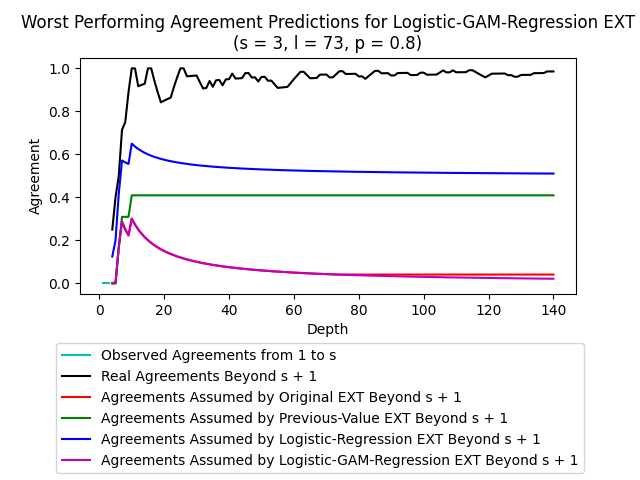 Worst Performing Agreement Predictions for Logistic-GAM-Regression EXT
(s = 3, l = 73, p = 0.8)
1.0
0.8
0.6
0.4
0.2
0.0
Agreement
0 20 40 60 80 100 120 140
Depth
Observed Agreements from 1 to s
Real Agreements Beyond s + 1
Agreements Assumed by Original EXT Beyond s + 1
Agreements Assumed by Previous-Value EXT Beyond s + 1
Agreements Assumed by Logistic-Regression EXT Beyond s + 1
Agreements Assumed by Logistic-GAM-Regression EXT Beyond s + 1